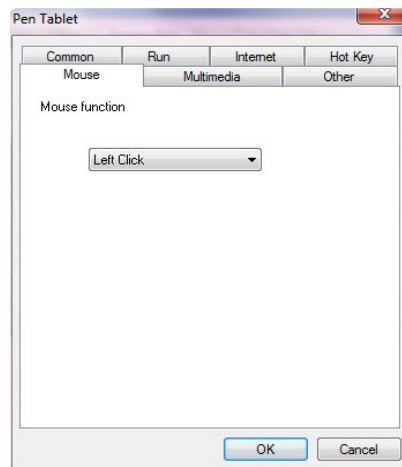 Pen Tablet
Common Run Internet Hot Key
Mouse Multimedia Other
Mouse function
Left Click
OK Cancel